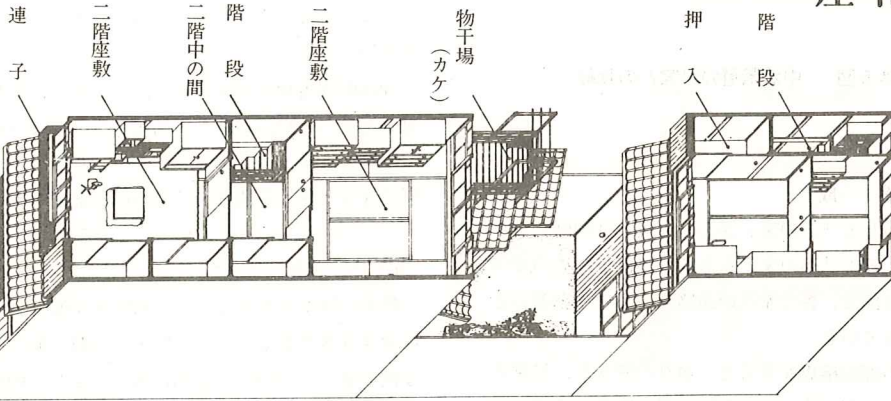 階段
押入
物干場
（カケ）
二階座敷
階段
二階中の間
二階座敷
連子